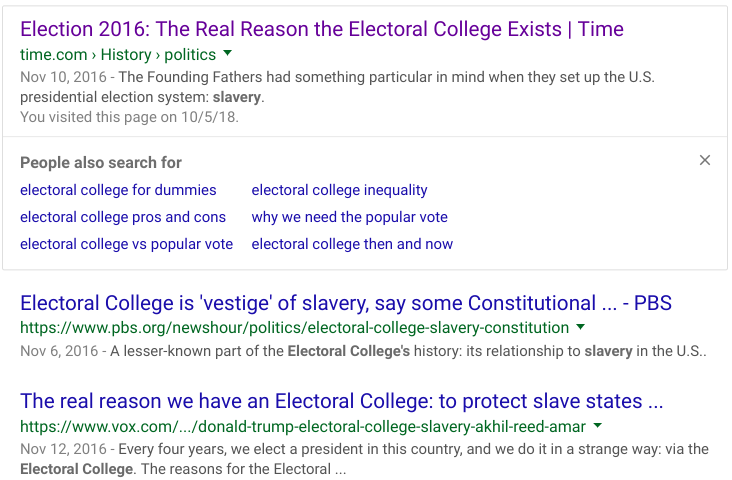 Election 2016: The Real Reason the Electoral College Exists | Time
time.com › History › politics
Nov 10, 2016 - The Founding Fathers had something particular in mind when they set up the U.S.
presidential election system: slavery.
You visited this page on 10/5/18.
People also search for
electoral college for dummies electoral college inequality
electoral college pros and cons why we need the popular vote
electoral college vs popular vote electoral college then and now
Electoral College is 'vestige' of slavery, say some Constitutional ... - PBS
https://www.pbs.org/newshour/politics/electoral-college-slavery-constitution
Nov 6, 2016 - A lesser-known part of the Electoral College's history: its relationship to slavery in the U.S..
The real reason we have an Electoral College: to protect slave states ...
https://www.vox.com/.../donald-trump-electoral-college-slavery-akhil-reed-amar
Nov 12, 2016 - Every four years, we elect a president in this country, and we do it in a strange way: via the
Electoral College. The reasons for the Electoral ...